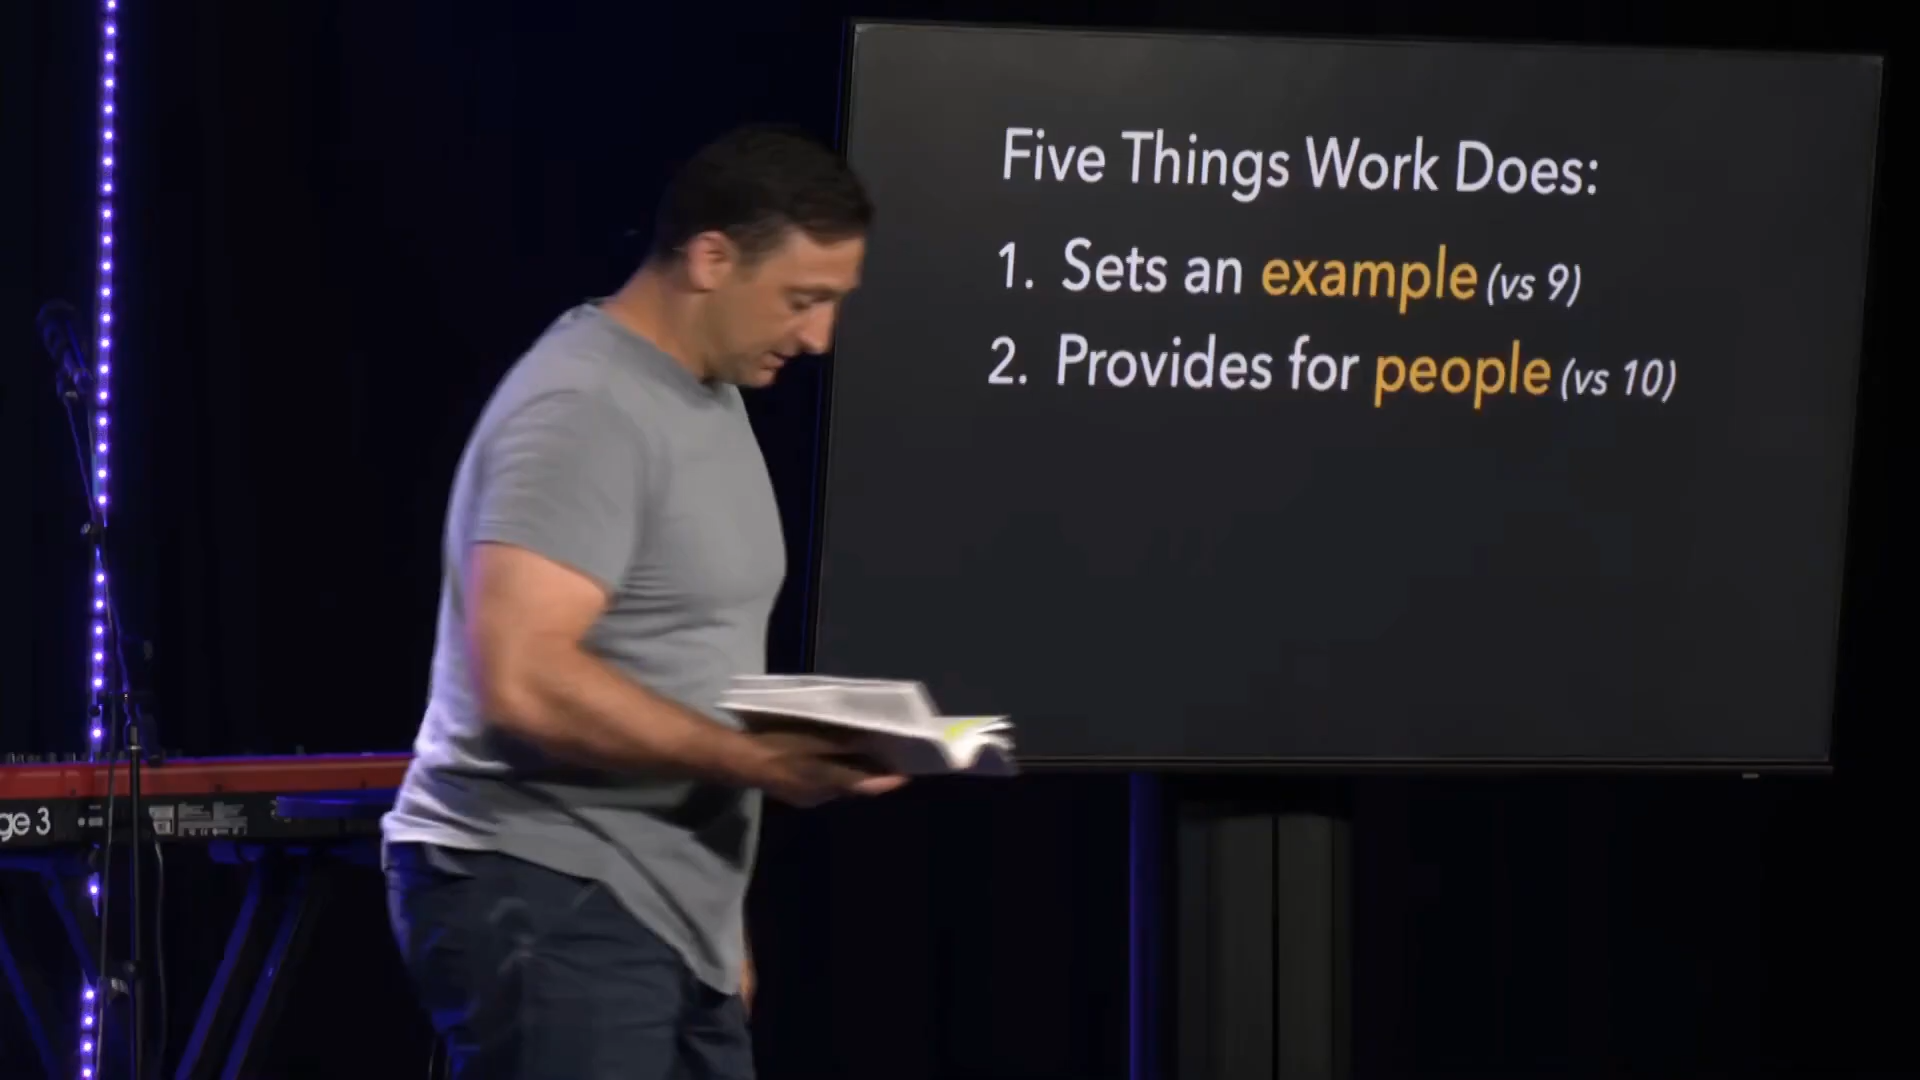 Five Things Work Does:
1. Sets an example (vs 9)
2. Provides for people (vs 10)
ge 3